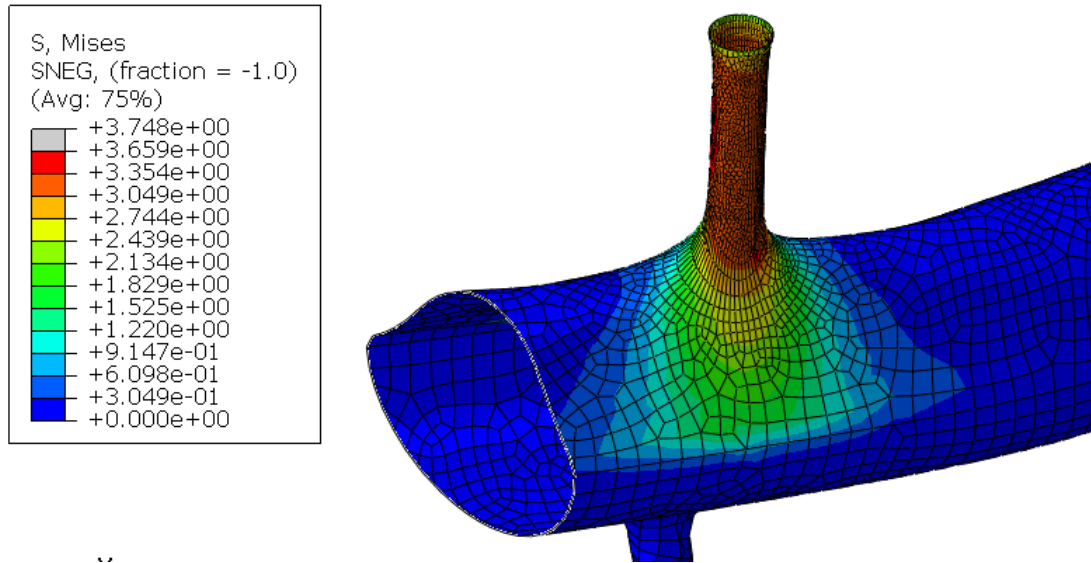 S, Mises
SNEG, (fraction = -1.0)
(Avg: 75%)
+3.748e+00
+3.659e+00
+3.354e+00
+3.049e+00
+2.744e+00
+2.439e+00
+2.134e+00
+1.829e+00
+1.525e+00
+1.220e+00
+9.147e-01
+6.098e-01
+3.049e-01
+0.000e+00